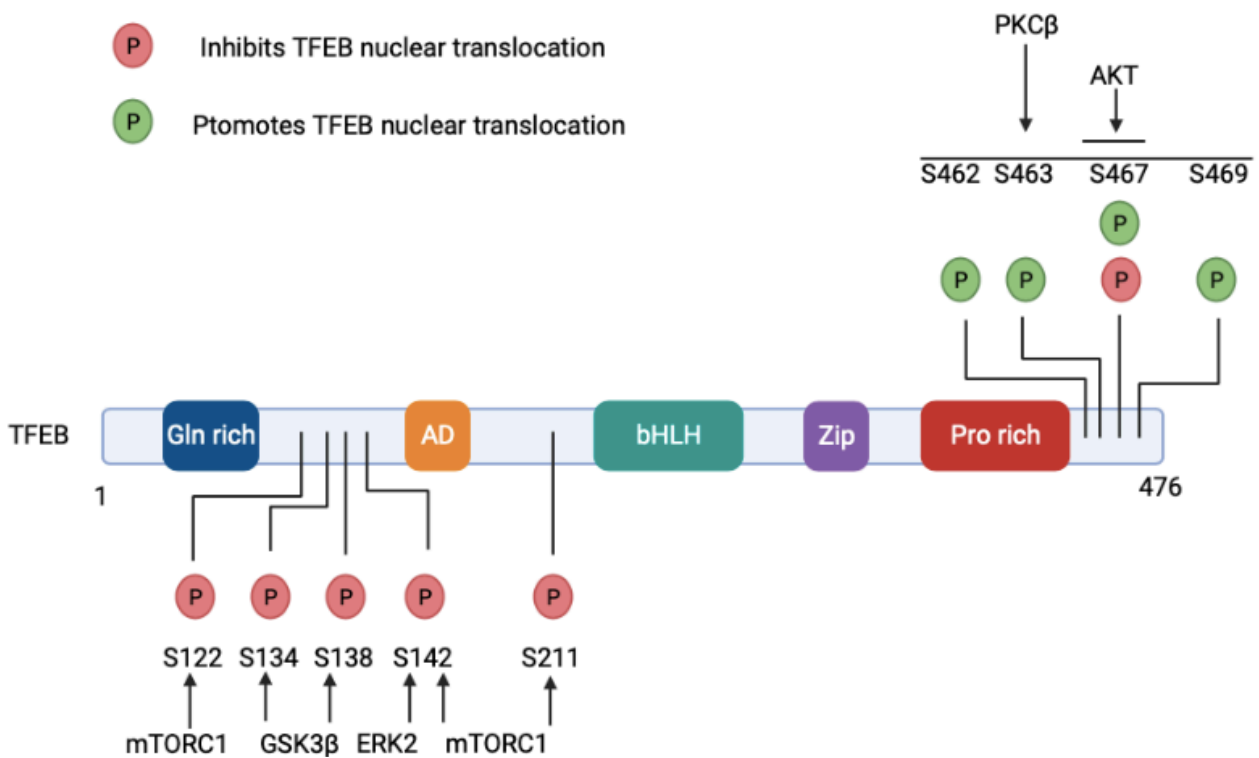 P Inhibits TFEB nuclear translocation
P Ptomotes TFEB nuclear translocation
PKCβ
AKT
S462 S463 S467 S469
P
P P P P
TFEB Gln rich AD bHLH Zip Pro rich
1 476
P P P P P
S122 S134 S138 S142 S211
mTORC1 GSK3β ERK2 mTORC1